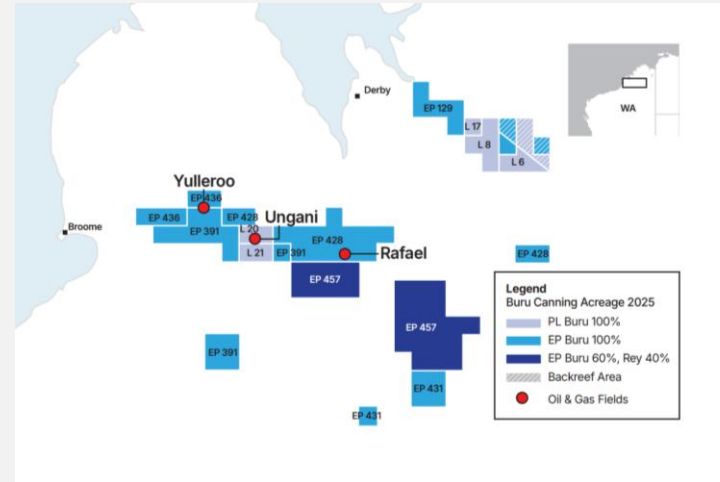 Derby
EP 129
L 17
L 8
L 6
WA
Yulleroo
EP 436
EP 436
EP 428
Ungani
L 20
Broome
EP 391
EP 428
L 21
EP 391
Rafael
EP 428
EP 457
EP 457
EP 391
EP 431
EP 431
Legend
Buru Canning Acreage 2025
PL Buru 100%
EP Buru 100%
EP Buru 60%, Rey 40%
Backreef Area
Oil & Gas Fields